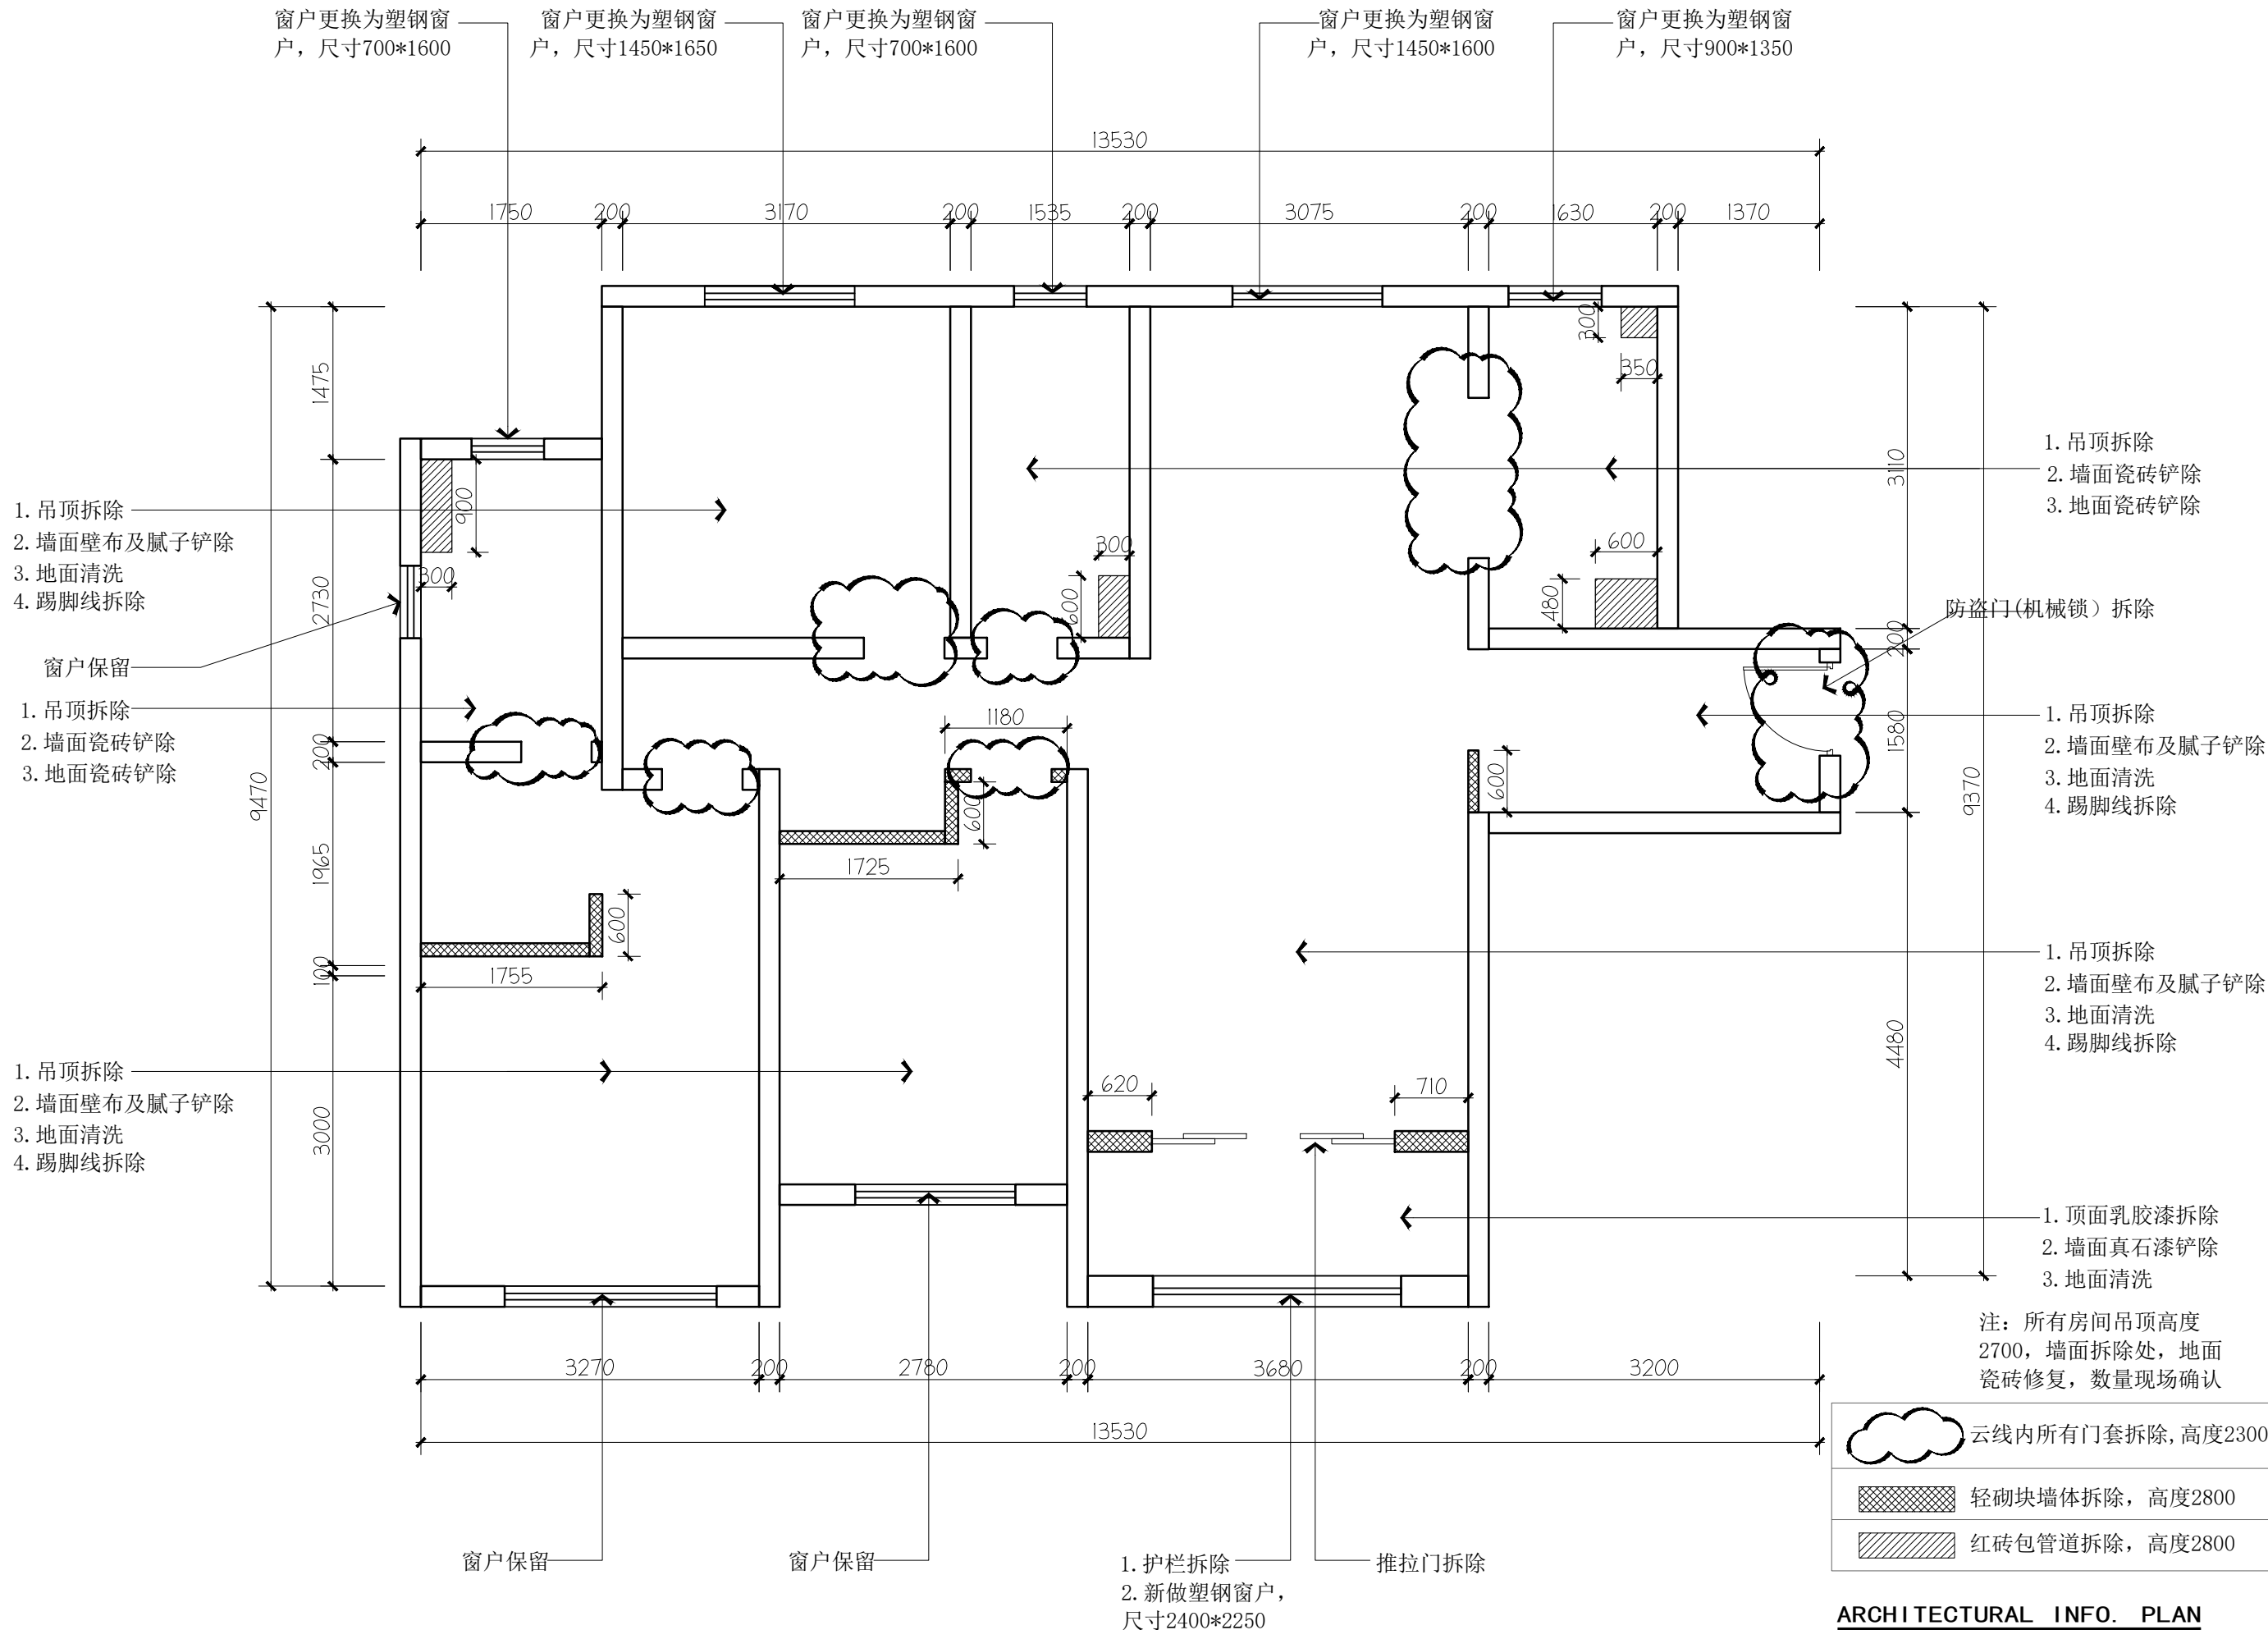 窗户更换为塑钢窗
户，尺寸700*1600
窗户更换为塑钢窗
户，尺寸1450*1650
窗户更换为塑钢窗
户，尺寸700*1600
窗户更换为塑钢窗
户，尺寸1450*1600
窗户更换为塑钢窗
户，尺寸900*1350
13530
1750 200 3170 200 1535 200 3075 200 1630 200 1370
9470
1475
2730
200
1965
100
3000
3110
200
1580
4480
9370
300
350
600
480
900
300
300
600
1180
600
1725
600
1755
600
620
710
1.吊顶拆除
2.墙面壁布及腻子铲除
3.地面清洗
4.踢脚线拆除
窗户保留
1.吊顶拆除
2.墙面瓷砖铲除
3.地面瓷砖铲除
1.吊顶拆除
2.墙面壁布及腻子铲除
3.地面清洗
4.踢脚线拆除
1.吊顶拆除
2.墙面瓷砖铲除
3.地面瓷砖铲除
防盗门(机械锁）拆除
1.吊顶拆除
2.墙面壁布及腻子铲除
3.地面清洗
4.踢脚线拆除
1.吊顶拆除
2.墙面壁布及腻子铲除
3.地面清洗
4.踢脚线拆除
1.顶面乳胶漆拆除
2.墙面真石漆铲除
3.地面清洗
3270 200 2780 200 3680 200 3200
13530
窗户保留
窗户保留
1.护栏拆除
2.新做塑钢窗户，
尺寸2400*2250
推拉门拆除
注：所有房间吊顶高度
2700，墙面拆除处，地面
瓷砖修复，数量现场确认
云线内所有门套拆除,高度2300
轻砌块墙体拆除，高度2800
红砖包管道拆除，高度2800
ARCHITECTURAL INFO. PLAN